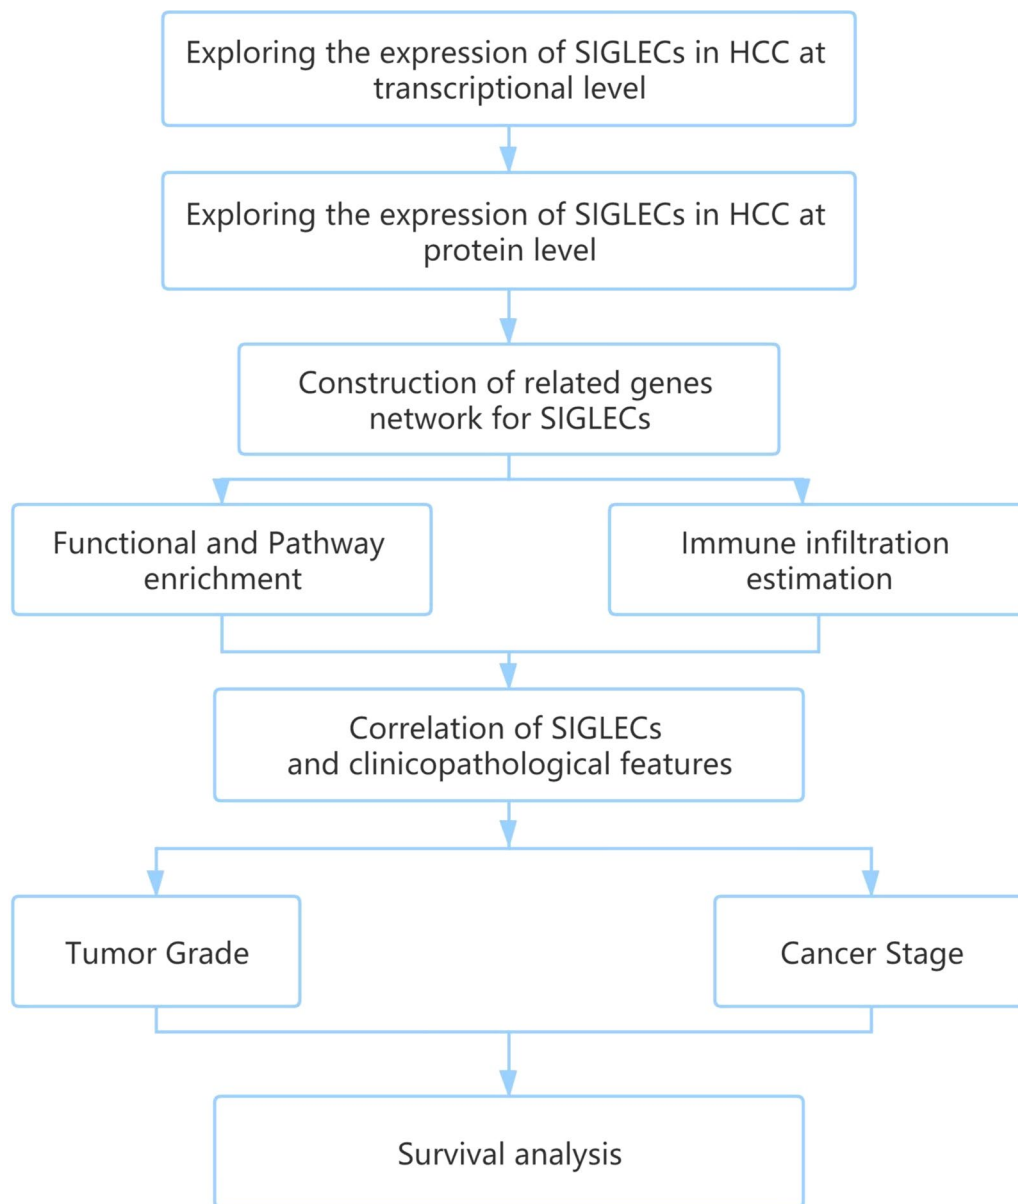 Exploring the expression of SIGLECs in HCC at
transcriptional level
Exploring the expression of SIGLECs in HCC at
protein level
Construction of related genes
network for SIGLECs
Functional and Pathway
enrichment
Immune infiltration
estimation
Correlation of SIGLECs
and clinicopathological features
Tumor Grade
Cancer Stage
Survival analysis